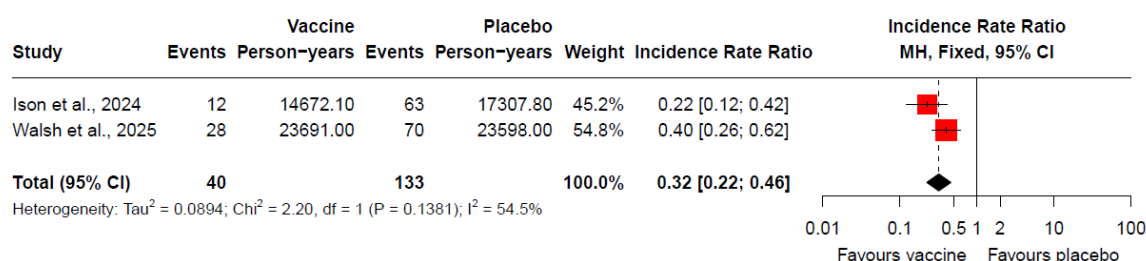 Vaccine Placebo Incidence Rate Ratio
Study Events Person−years Events Person−years Weight Incidence Rate Ratio MH, Fixed, 95% CI
Ison et al., 2024 12 14672.10 63 17307.80 45.2% 0.22 [0.12; 0.42]
Walsh et al., 2025 28 23691.00 70 23598.00 54.8% 0.40 [0.26; 0.62]
Total (95% CI) 40 133 100.0% 0.32 [0.22; 0.46]
Heterogeneity: Tau² = 0.0894; Chi² = 2.20, df = 1 (P = 0.1381); I² = 54.5%
0.01 0.1 0.5 1 2 10 100
Favours vaccine Favours placebo